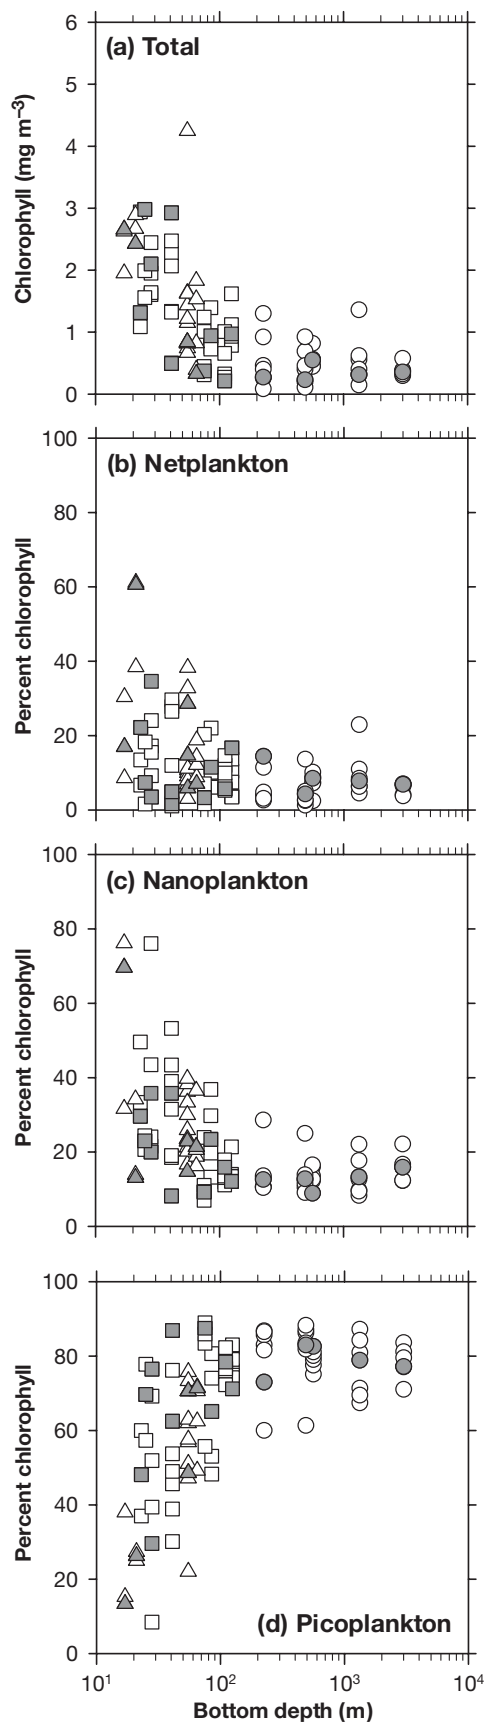 6
(a) Total
5
4
3
2
1
0
Chlorophyll (mg m⁻³)
100
(b) Netplankton
80
60
40
20
0
Percent chlorophyll
100
(c) Nanoplankton
80
60
40
20
0
Percent chlorophyll
100
80
60
40
20
(d) Picoplankton
0
Percent chlorophyll
10¹ 10² 10³ 10⁴
Bottom depth (m)